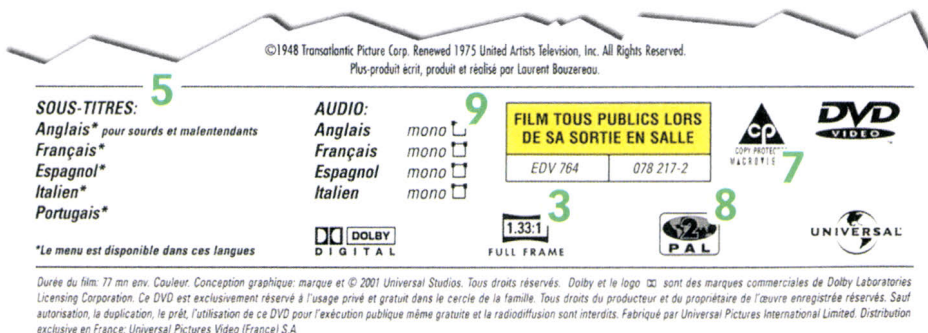 ©1948 Transatlantic Picture Corp. Renewed 1975 United Artists Television, Inc. All Rights Reserved.
Plus-produit écrit, produit et réalisé par Laurent Bouzereau.
5
SOUS-TITRES:
Anglais* pour sourds et malentendants
Français*
Espagnol*
Italien*
Portugais*
*Le menu est disponible dans ces langues
9
AUDIO:
Anglais mono
Français mono
Espagnol mono
Italien mono
DOLBY
DIGITAL
FILM TOUS PUBLICS LORS
DE SA SORTIE EN SALLE
EDV 764 078 217-2
3
1.33:1
FULL FRAME
cp
COPY PROTECTED
7
DVD
VIDEO
8
2
PAL
UNIVERSAL
Durée du film: 77 mn env. Couleur. Conception graphique: marque et © 2001 Universal Studios. Tous droits réservés. Dolby et le logo sont des marques commerciales de Dolby Laboratories
Licensing Corporation. Ce DVD est exclusivement réservé à l'usage privé et gratuit dans le cercle de la famille. Tous droits du producteur et du propriétaire de l'œuvre enregistrée réservés. Sauf
autorisation, la duplication, le prêt, l'utilisation de ce DVD pour l'exécution publique même gratuite et la radiodiffusion sont interdits. Fabriqué par Universal Pictures International Limited. Distribution
exclusive en France: Universal Pictures Video (France) S.A.